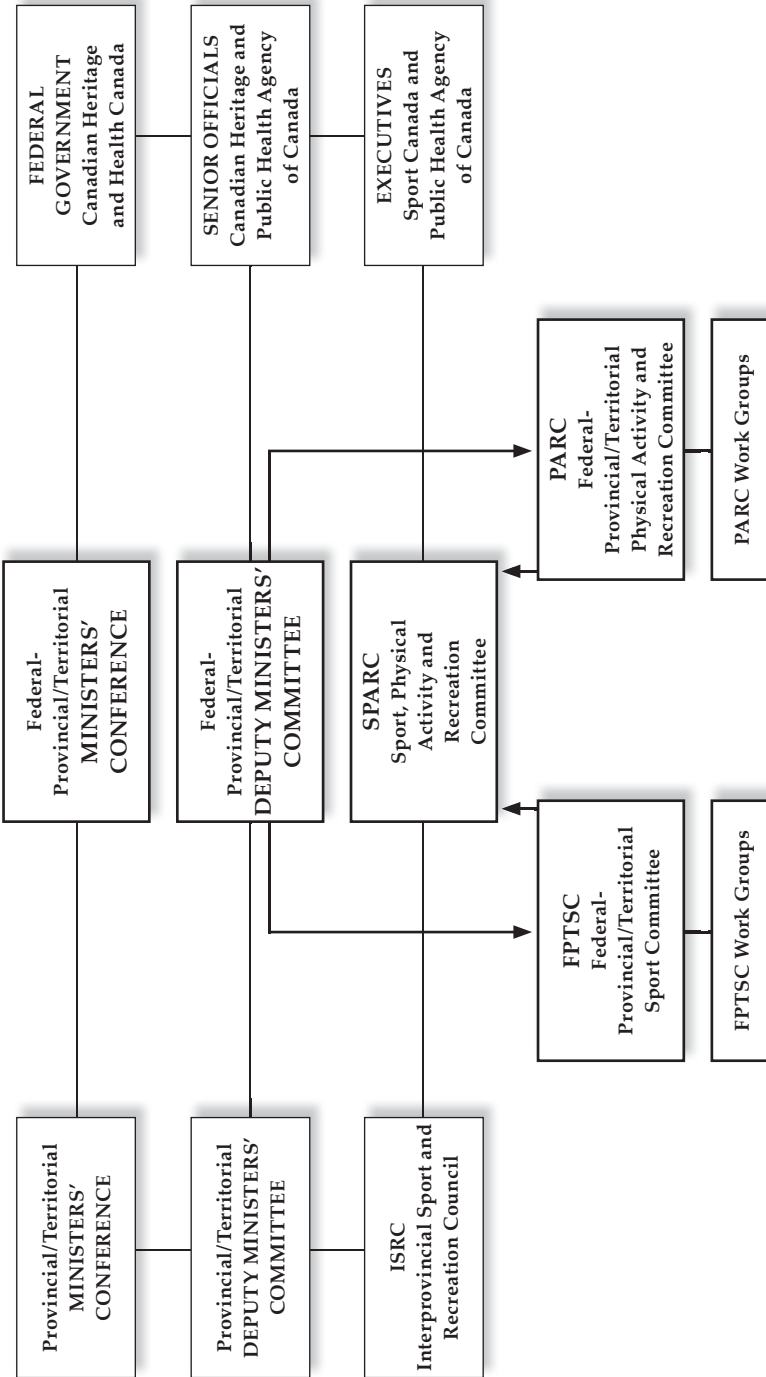 Provincial/Territorial
MINISTERS'
CONFERENCE
Federal-
Provincial/Territorial
MINISTERS'
CONFERENCE
FEDERAL
GOVERNMENT
Canadian Heritage
and Health Canada
Provincial/Territorial
DEPUTY MINISTERS'
COMMITTEE
Federal-
Provincial/Territorial
DEPUTY MINISTERS'
COMMITTEE
SENIOR OFFICIALS
Canadian Heritage and
Public Health Agency
of Canada
ISRC
Interprovincial Sport and
Recreation Council
SPARC
Sport, Physical
Activity and
Recreation
Committee
EXECUTIVES
Sport Canada and
Public Health Agency
of Canada
FPTSC
Federal-
Provincial/Territorial
Sport Committee
PARC
Federal-
Provincial/Territorial
Physical Activity and
Recreation Committee
FPTSC Work Groups
PARC Work Groups